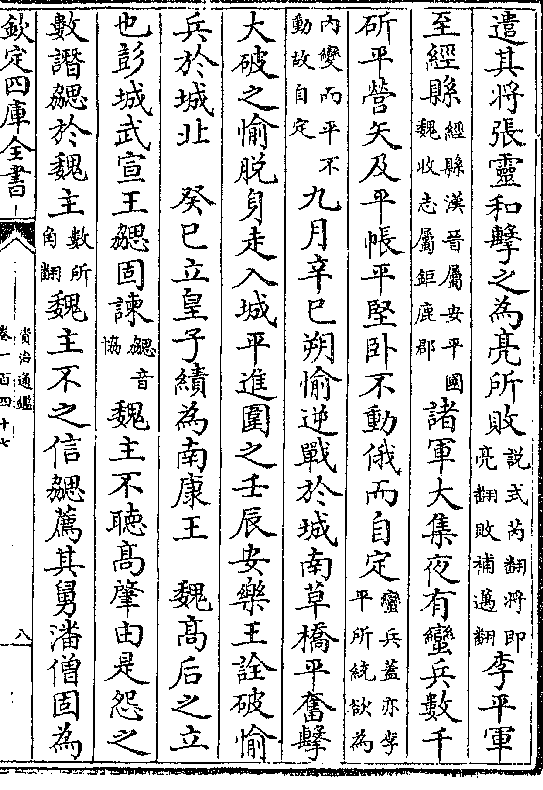 遣其將張靈和擊之為亮所敗說式芮翻將即亮翻敗補邁翻李平軍
至經縣經縣漢晉屬安平國魏收志屬鉅鹿郡諸軍大集夜有蠻兵數千
斫平營矢及平帳平堅卧不動俄而自定蠻兵蓋亦李平所統欲為
內變而平不動故自定九月辛巳朔愉逆戰於城南草橋平奮擊
大破之愉脫身走入城平進圍之壬辰安樂王詮破愉
兵於城北　癸巳立皇子績為南康王　魏髙后之立
也彭城武宣王勰固諫勰音協魏主不聽髙肇由是怨之
數譖勰於魏主數所角翻魏主不之信勰薦其舅潘僧固為
欽定四庫全書
資治通鑑
卷一百四十七
八